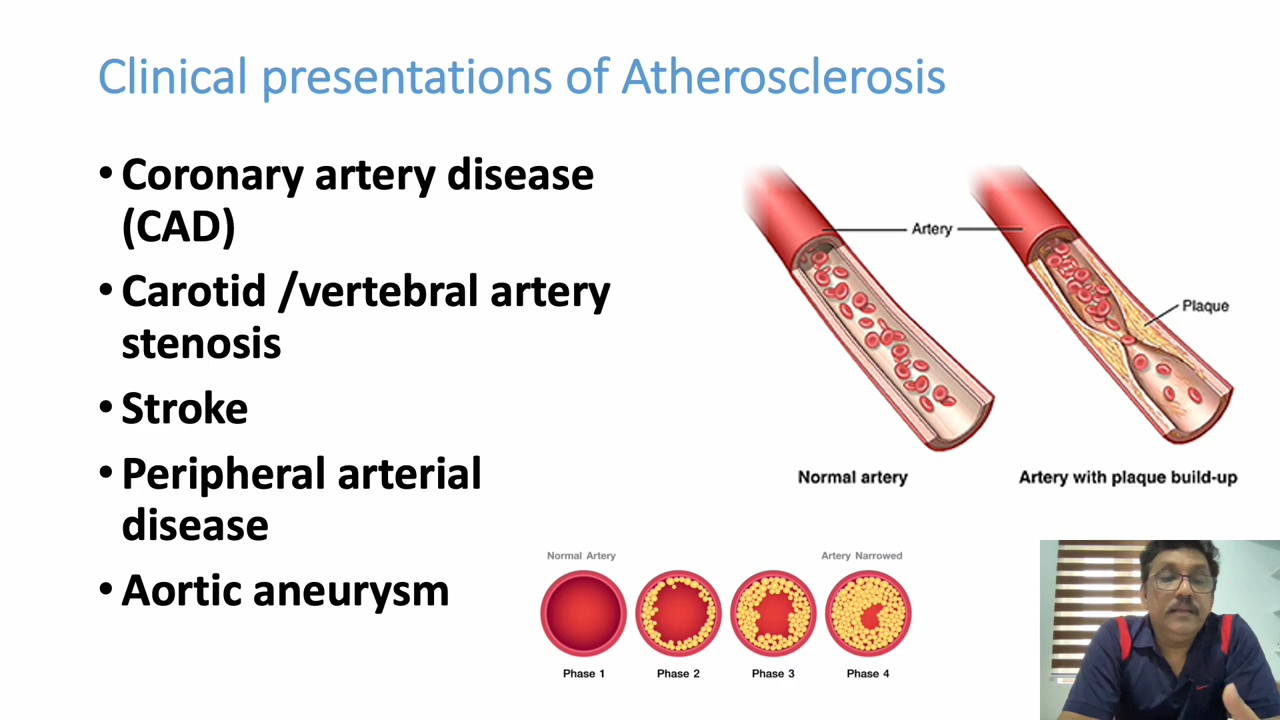 Clinical presentations of Atherosclerosis
• Coronary artery disease
(CAD)
• Carotid /vertebral artery
stenosis
• Stroke
• Peripheral arterial
disease
• Aortic aneurysm
Artery
Plaque
Normal artery
Artery with plaque build-up
Normal Artery
Artery Narrowed
Phase 1
Phase 2
Phase 3
Phase 4